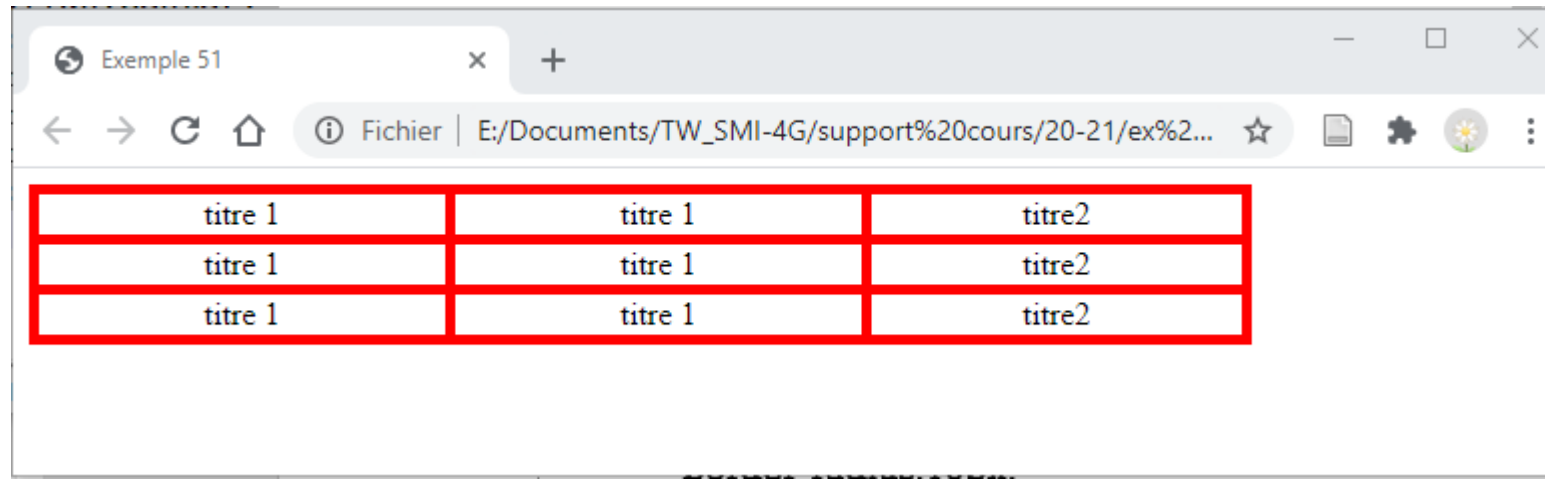 Exemple 51
Fichier | E:/Documents/TW_SMI-4G/support%20cours/20-21/ex%2...
titre 1 titre 1 titre2
titre 1 titre 1 titre2
titre 1 titre 1 titre2